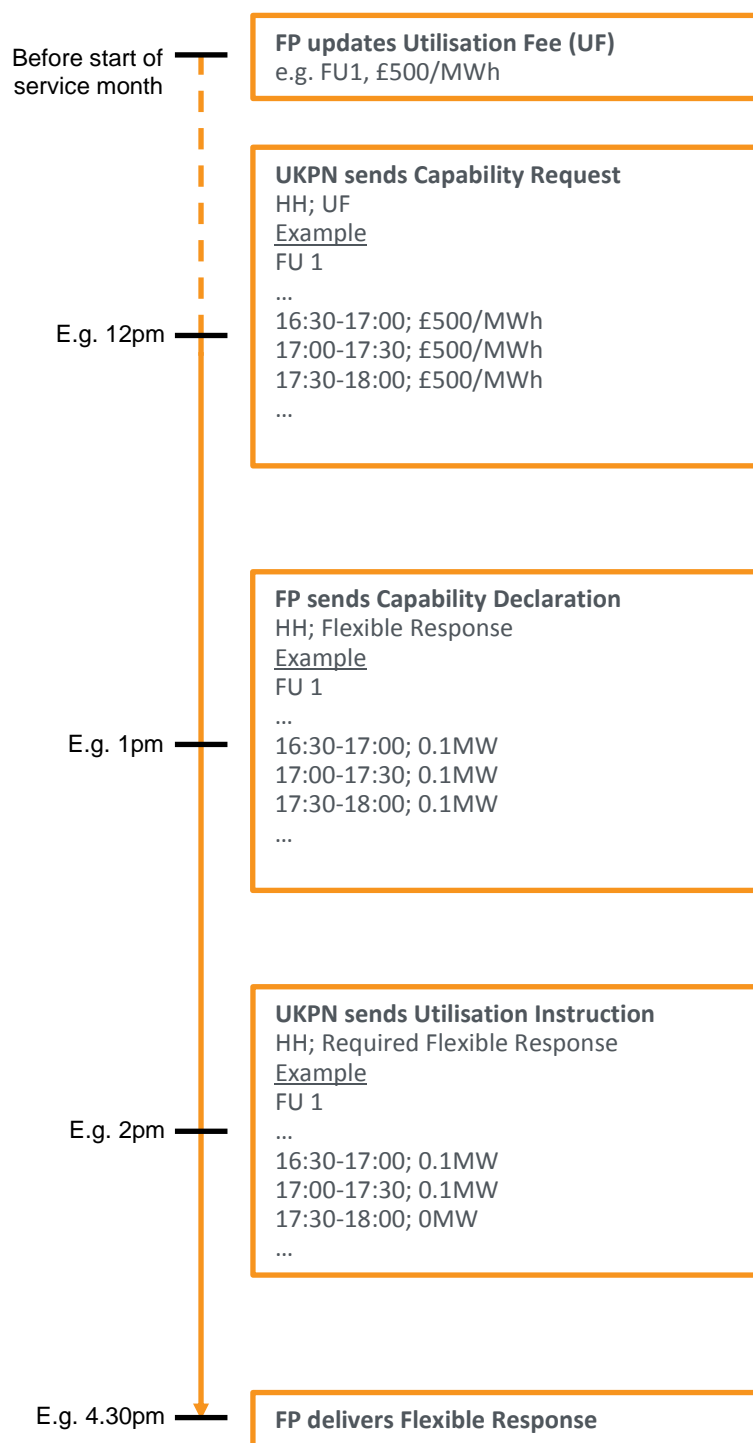 Before start of
service month
FP updates Utilisation Fee (UF)
e.g. FU1, £500/MWh
E.g. 12pm
UKPN sends Capability Request
HH; UF
Example
FU 1
...
16:30-17:00; £500/MWh
17:00-17:30; £500/MWh
17:30-18:00; £500/MWh
...
E.g. 1pm
FP sends Capability Declaration
HH; Flexible Response
Example
FU 1
...
16:30-17:00; 0.1MW
17:00-17:30; 0.1MW
17:30-18:00; 0.1MW
...
E.g. 2pm
UKPN sends Utilisation Instruction
HH; Required Flexible Response
Example
FU 1
...
16:30-17:00; 0.1MW
17:00-17:30; 0.1MW
17:30-18:00; 0MW
...
E.g. 4.30pm
FP delivers Flexible Response